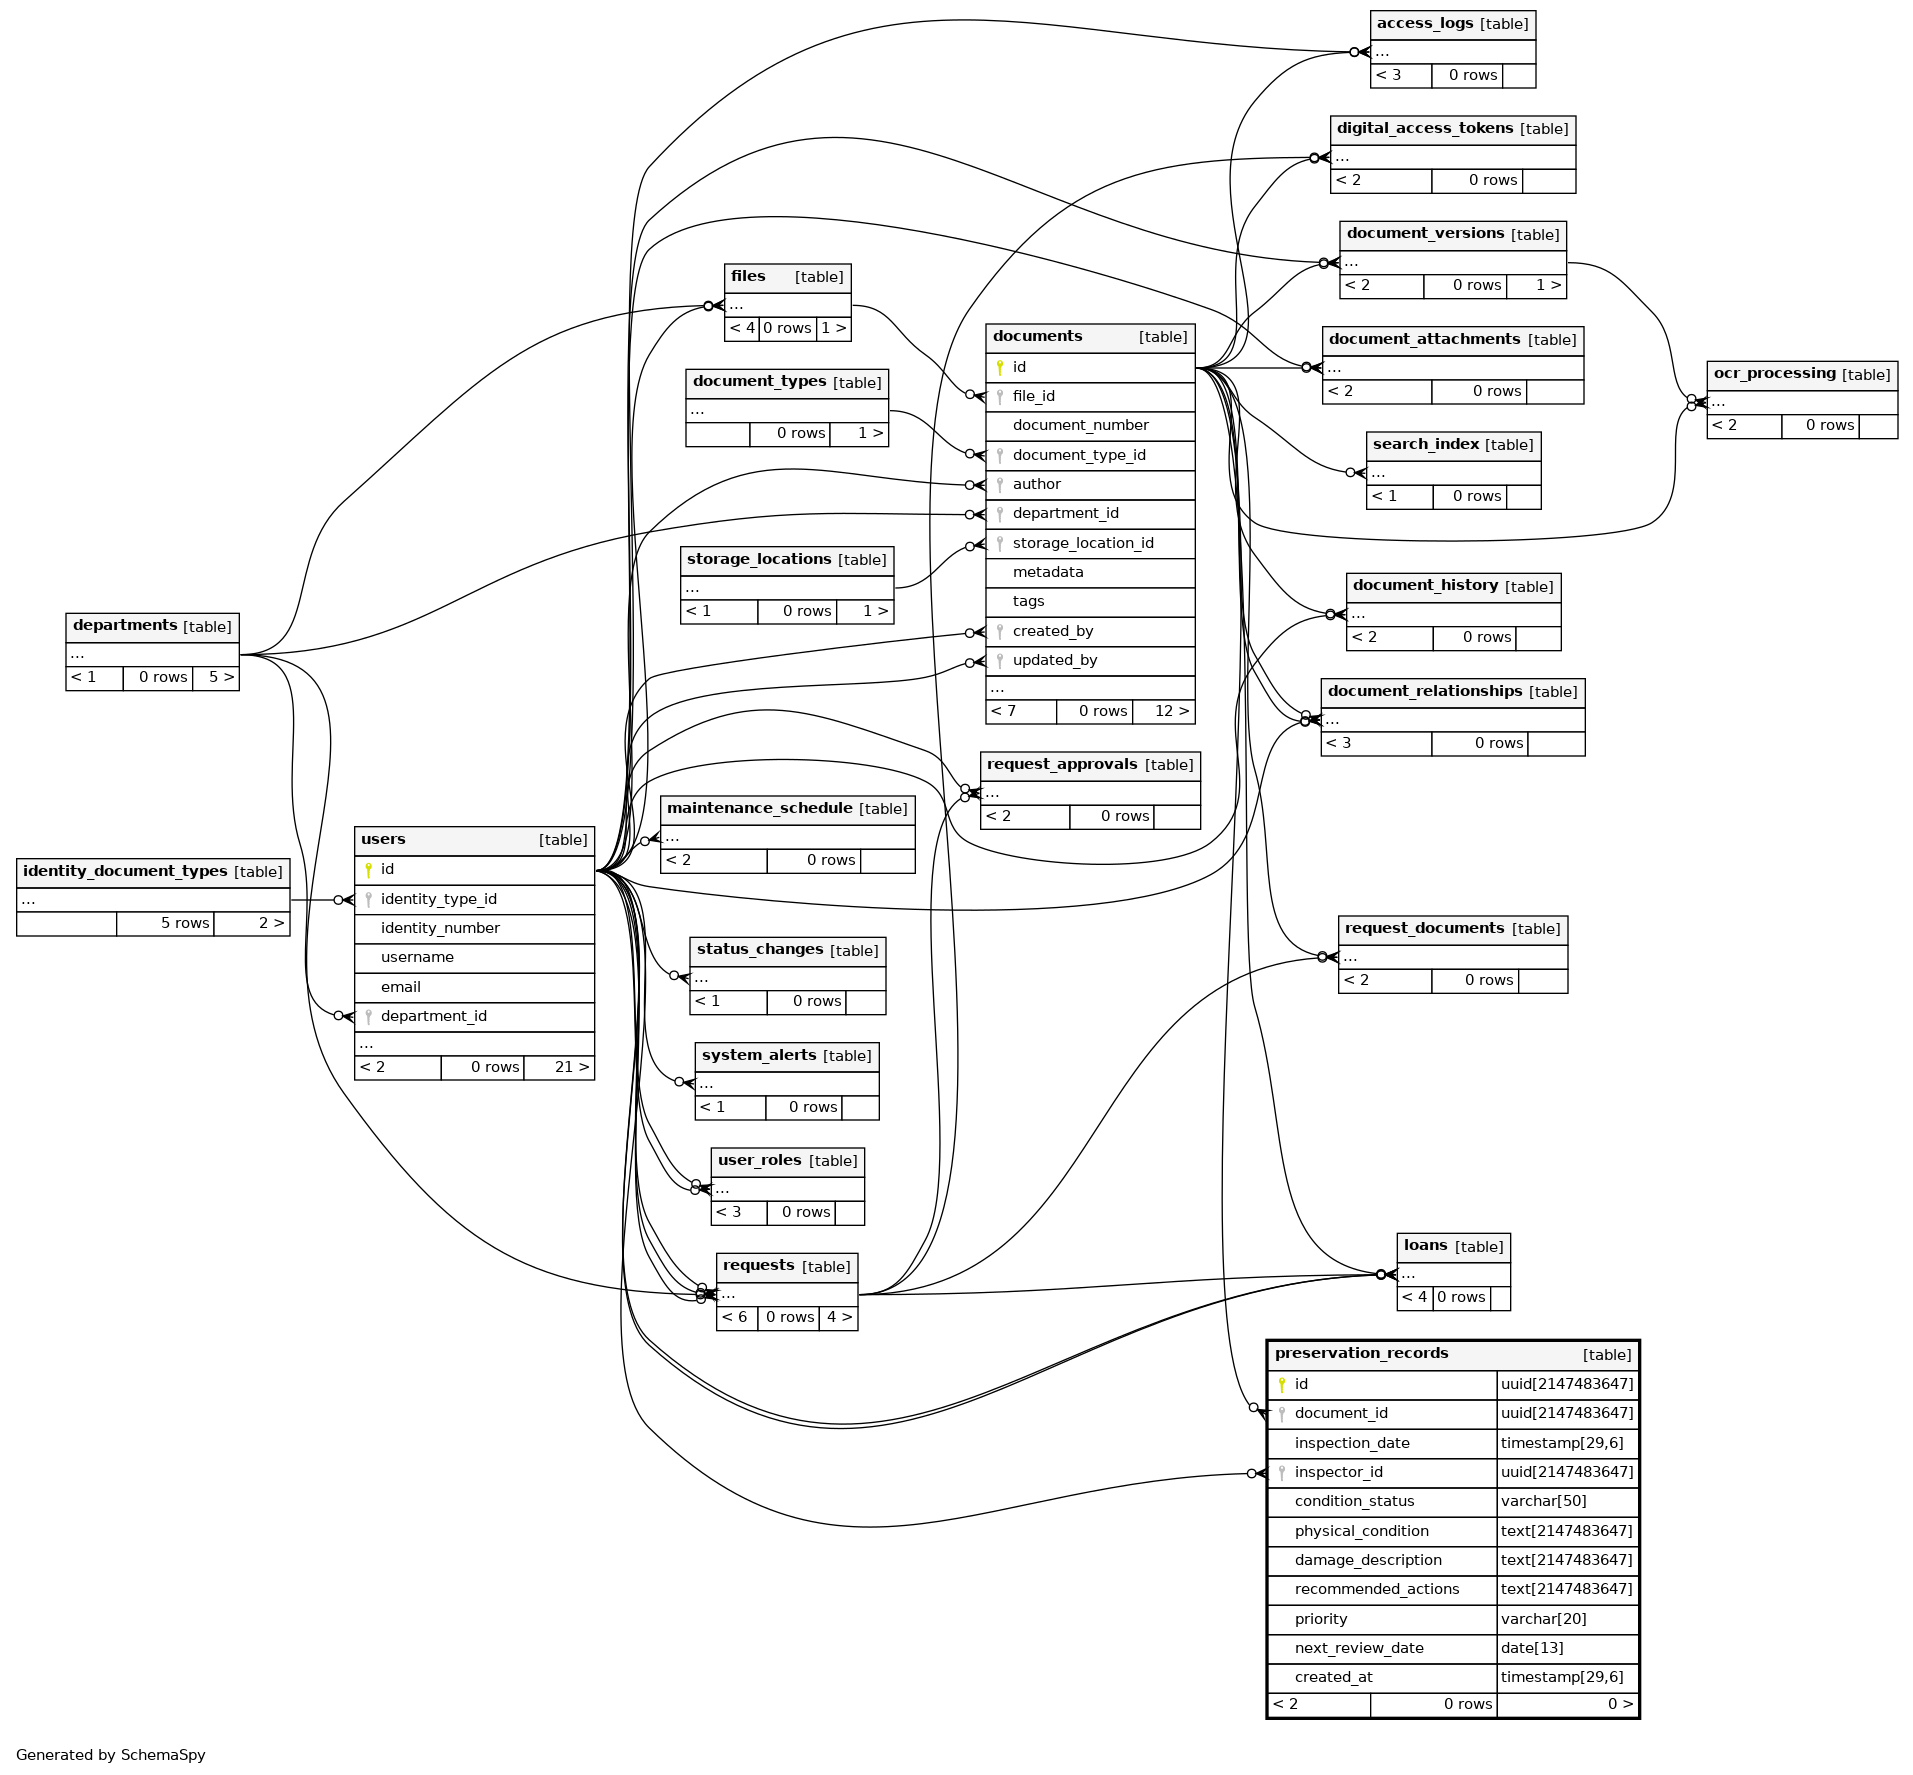 access_logs [table]
...
< 3 0 rows
digital_access_tokens [table]
...
< 2 0 rows
document_versions [table]
...
< 2 0 rows 1 >
files [table]
...
< 4 0 rows 1 >
documents [table]
id
file_id
document_number
document_type_id
author
department_id
storage_location_id
metadata
tags
created_by
updated_by
...
< 7 0 rows 12 >
document_attachments [table]
...
< 2 0 rows
ocr_processing [table]
...
< 2 0 rows
document_types [table]
...
0 rows 1 >
search_index [table]
...
< 1 0 rows
storage_locations [table]
...
< 1 0 rows 1 >
document_history [table]
...
< 2 0 rows
departments [table]
...
< 1 0 rows 5 >
document_relationships [table]
...
< 3 0 rows
request_approvals [table]
...
< 2 0 rows
maintenance_schedule [table]
...
< 2 0 rows
users [table]
id
identity_type_id
identity_number
username
email
department_id
...
< 2 0 rows 21 >
identity_document_types [table]
...
5 rows 2 >
request_documents [table]
...
< 2 0 rows
status_changes [table]
...
< 1 0 rows
system_alerts [table]
...
< 1 0 rows
user_roles [table]
...
< 3 0 rows
requests [table]
...
< 6 0 rows 4 >
loans [table]
...
< 4 0 rows
preservation_records [table]
id uuid[2147483647]
document_id uuid[2147483647]
inspection_date timestamp[29,6]
inspector_id uuid[2147483647]
condition_status varchar[50]
physical_condition text[2147483647]
damage_description text[2147483647]
recommended_actions text[2147483647]
priority varchar[20]
next_review_date date[13]
created_at timestamp[29,6]
< 2 0 rows 0 >
Generated by SchemaSpy